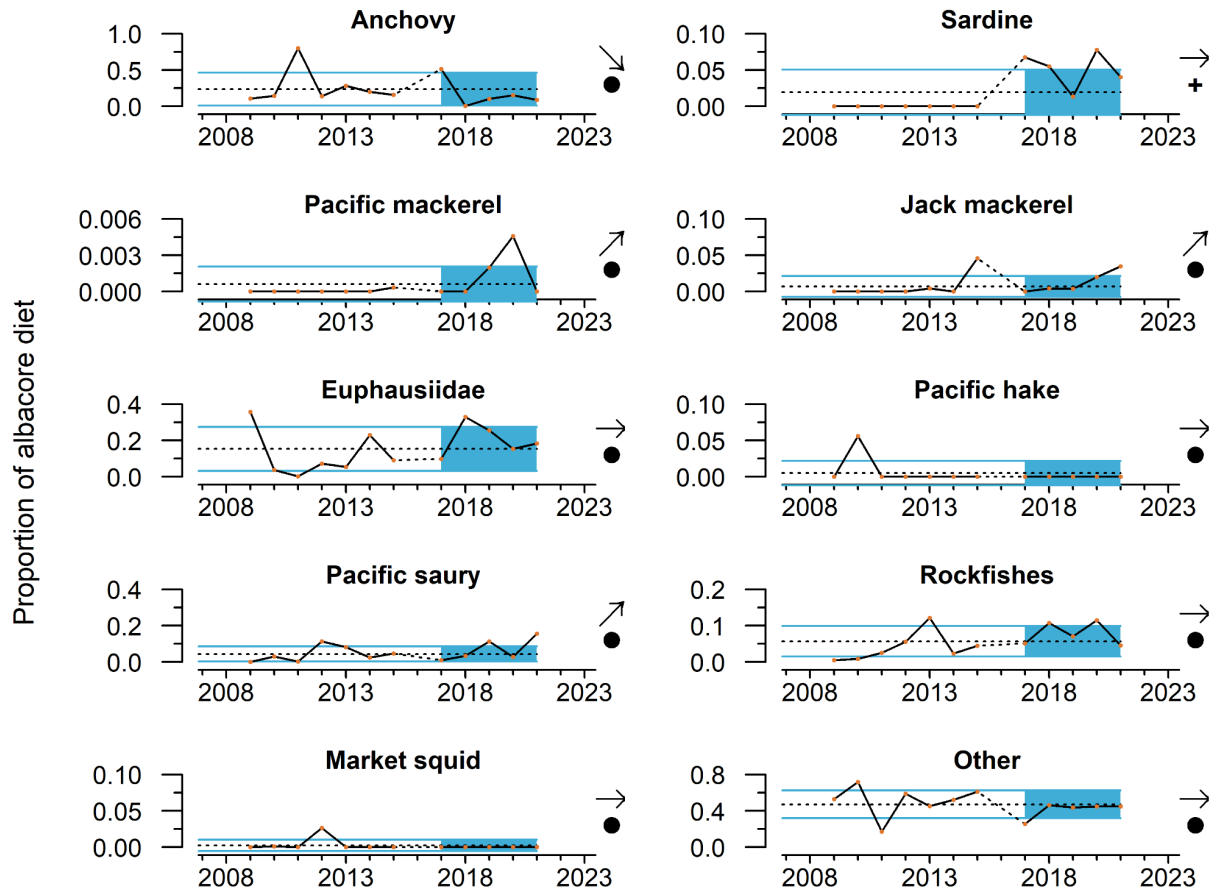 Proportion of albacore diet
Anchovy
1.0
0.5
0.0
2008 2013 2018 2023
Sardine
0.10
0.05
0.00
2008 2013 2018 2023
+
Pacific mackerel
0.006
0.003
0.000
2008 2013 2018 2023
Jack mackerel
0.10
0.05
0.00
2008 2013 2018 2023
Euphausiidae
0.4
0.2
0.0
2008 2013 2018 2023
Pacific hake
0.10
0.05
0.00
2008 2013 2018 2023
Pacific saury
0.4
0.2
0.0
2008 2013 2018 2023
Rockfishes
0.2
0.1
0.0
2008 2013 2018 2023
Market squid
0.10
0.05
0.00
2008 2013 2018 2023
Other
0.8
0.4
0.0
2008 2013 2018 2023